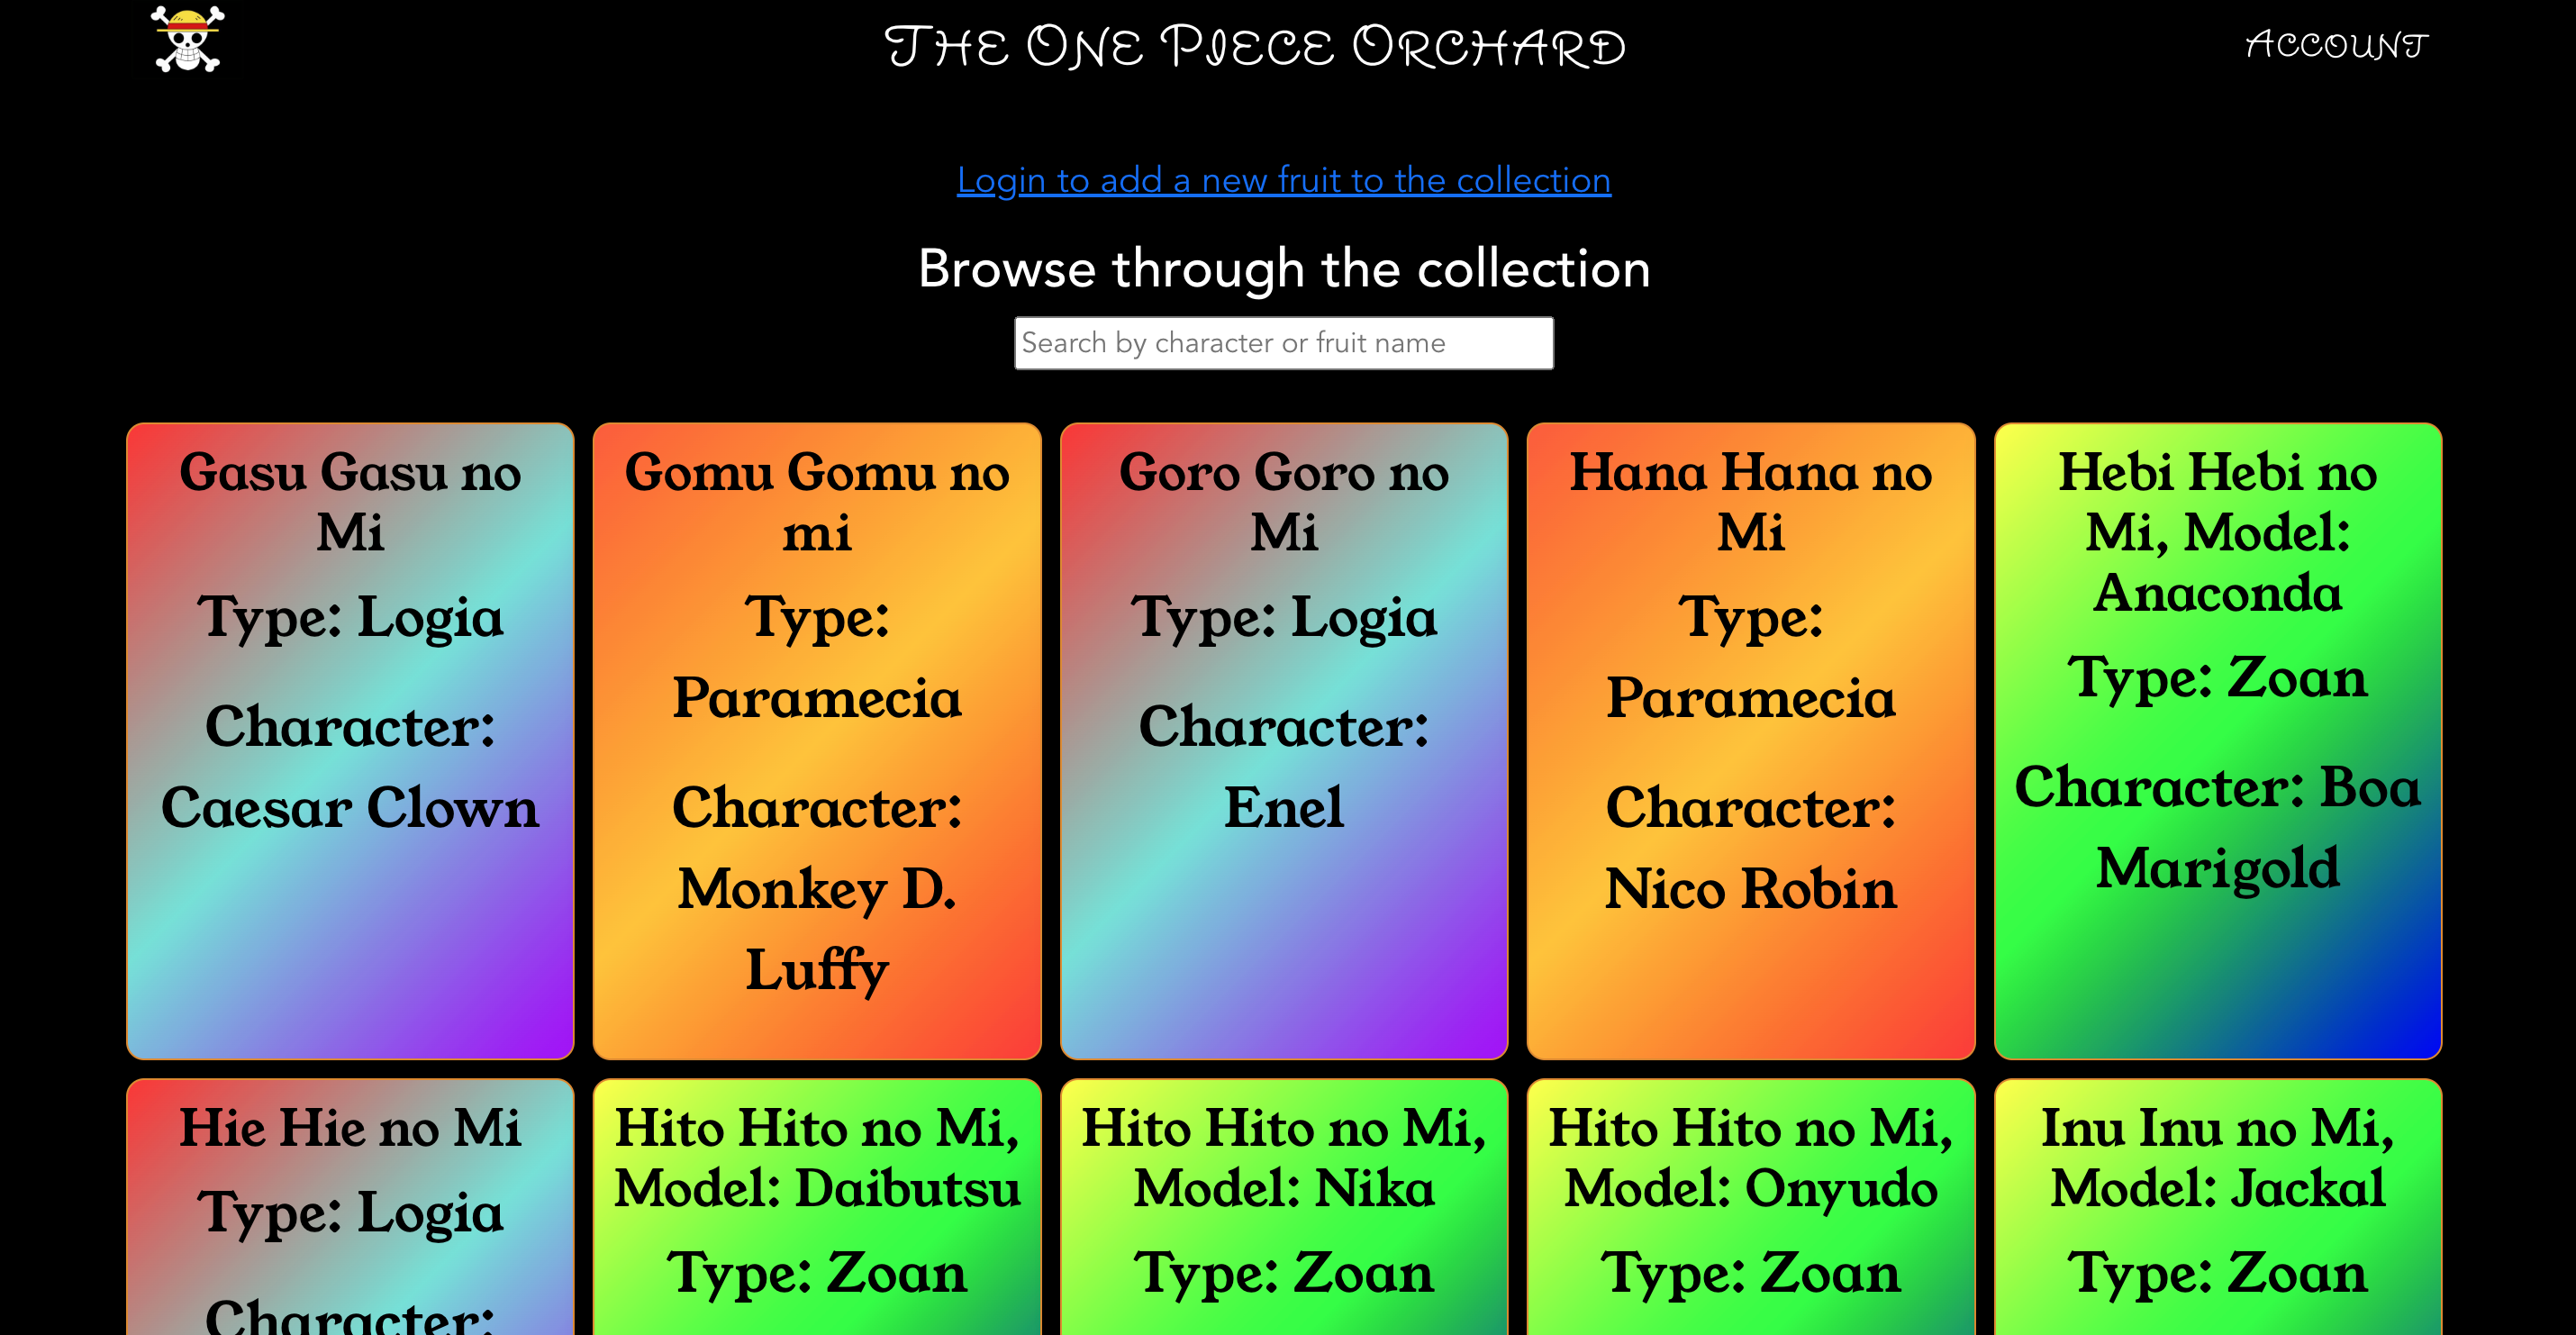 The One Piece Orchard
Account
Login to add a new fruit to the collection
Browse through the collection
Search by character or fruit name
Gasu Gasu no
Mi
Type: Logia
Character:
Caesar Clown
Gomu Gomu no
mi
Type:
Paramecia
Character:
Monkey D.
Luffy
Goro Goro no
Mi
Type: Logia
Character:
Enel
Hana Hana no
Mi
Type:
Paramecia
Character:
Nico Robin
Hebi Hebi no
Mi, Model:
Anaconda
Type: Zoan
Character: Boa
Marigold
Hie Hie no Mi
Type: Logia
Character:
Hito Hito no Mi,
Model: Daibutsu
Type: Zoan
Hito Hito no Mi,
Model: Nika
Type: Zoan
Hito Hito no Mi,
Model: Onyudo
Type: Zoan
Inu Inu no Mi,
Model: Jackal
Type: Zoan